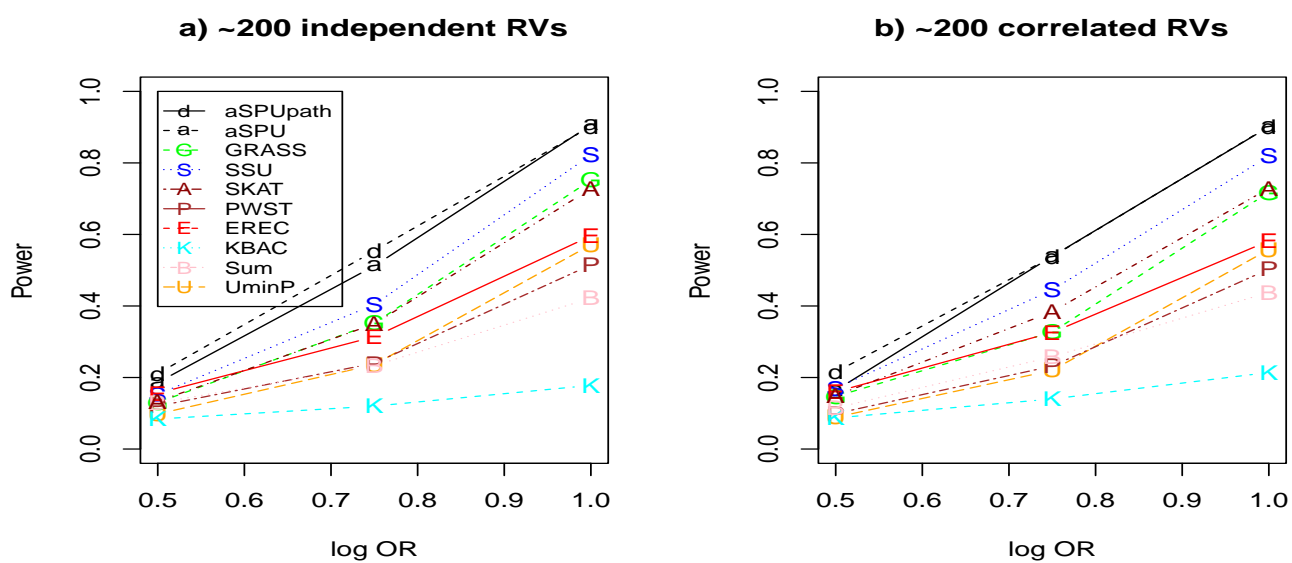 a) ~200 independent RVs
Power
1.0
0.8
0.6
0.4
0.2
0.0
d aSPUpath
a aSPU
G GRASS
S SSU
A SKAT
P PWST
E EREC
K KBAC
B Sum
U UminP
0.5 0.6 0.7 0.8 0.9 1.0
log OR
b) ~200 correlated RVs
Power
1.0
0.8
0.6
0.4
0.2
0.0
0.5 0.6 0.7 0.8 0.9 1.0
log OR